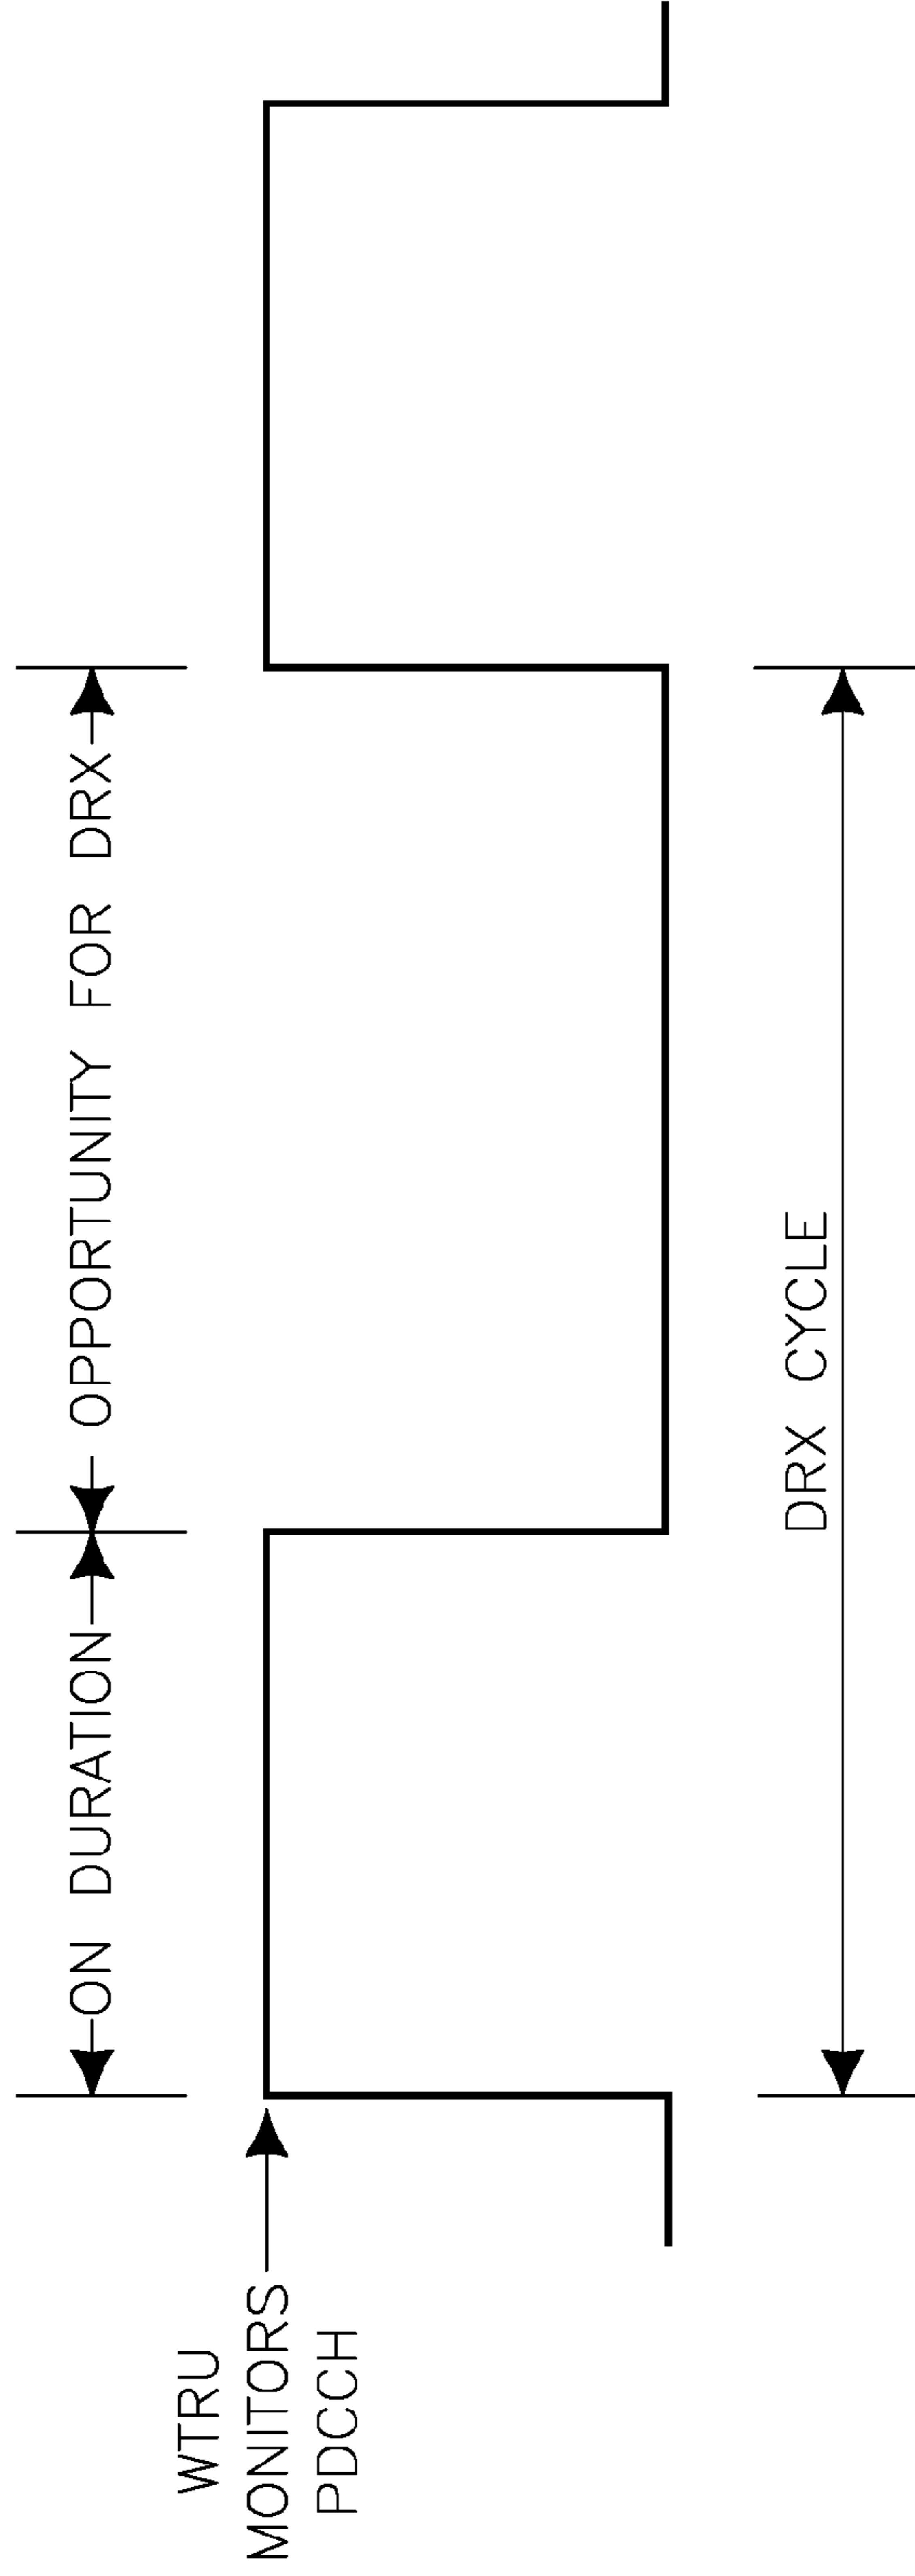 ON DURATION
OPPORTUNITY FOR DRX
WTRU
MONITORS
PDCCH
DRX CYCLE